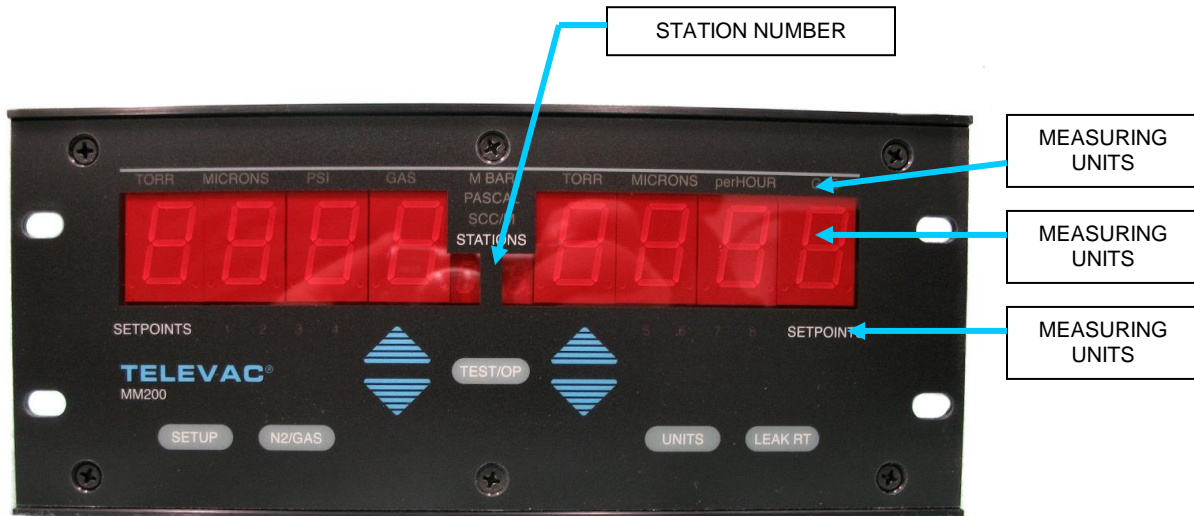 STATION NUMBER
MEASURING
UNITS
TORR MICRONS PSI GAS M BAR TORR MICRONS perHOUR
PASCAL
SCC/M
STATIONS
MEASURING
UNITS
SETPOINTS 1 2 3 4 5 6 7 8 SETPOINTS
MEASURING
UNITS
TELEVAC®
MM200
TEST/OP
SETUP N2/GAS UNITS LEAK RT